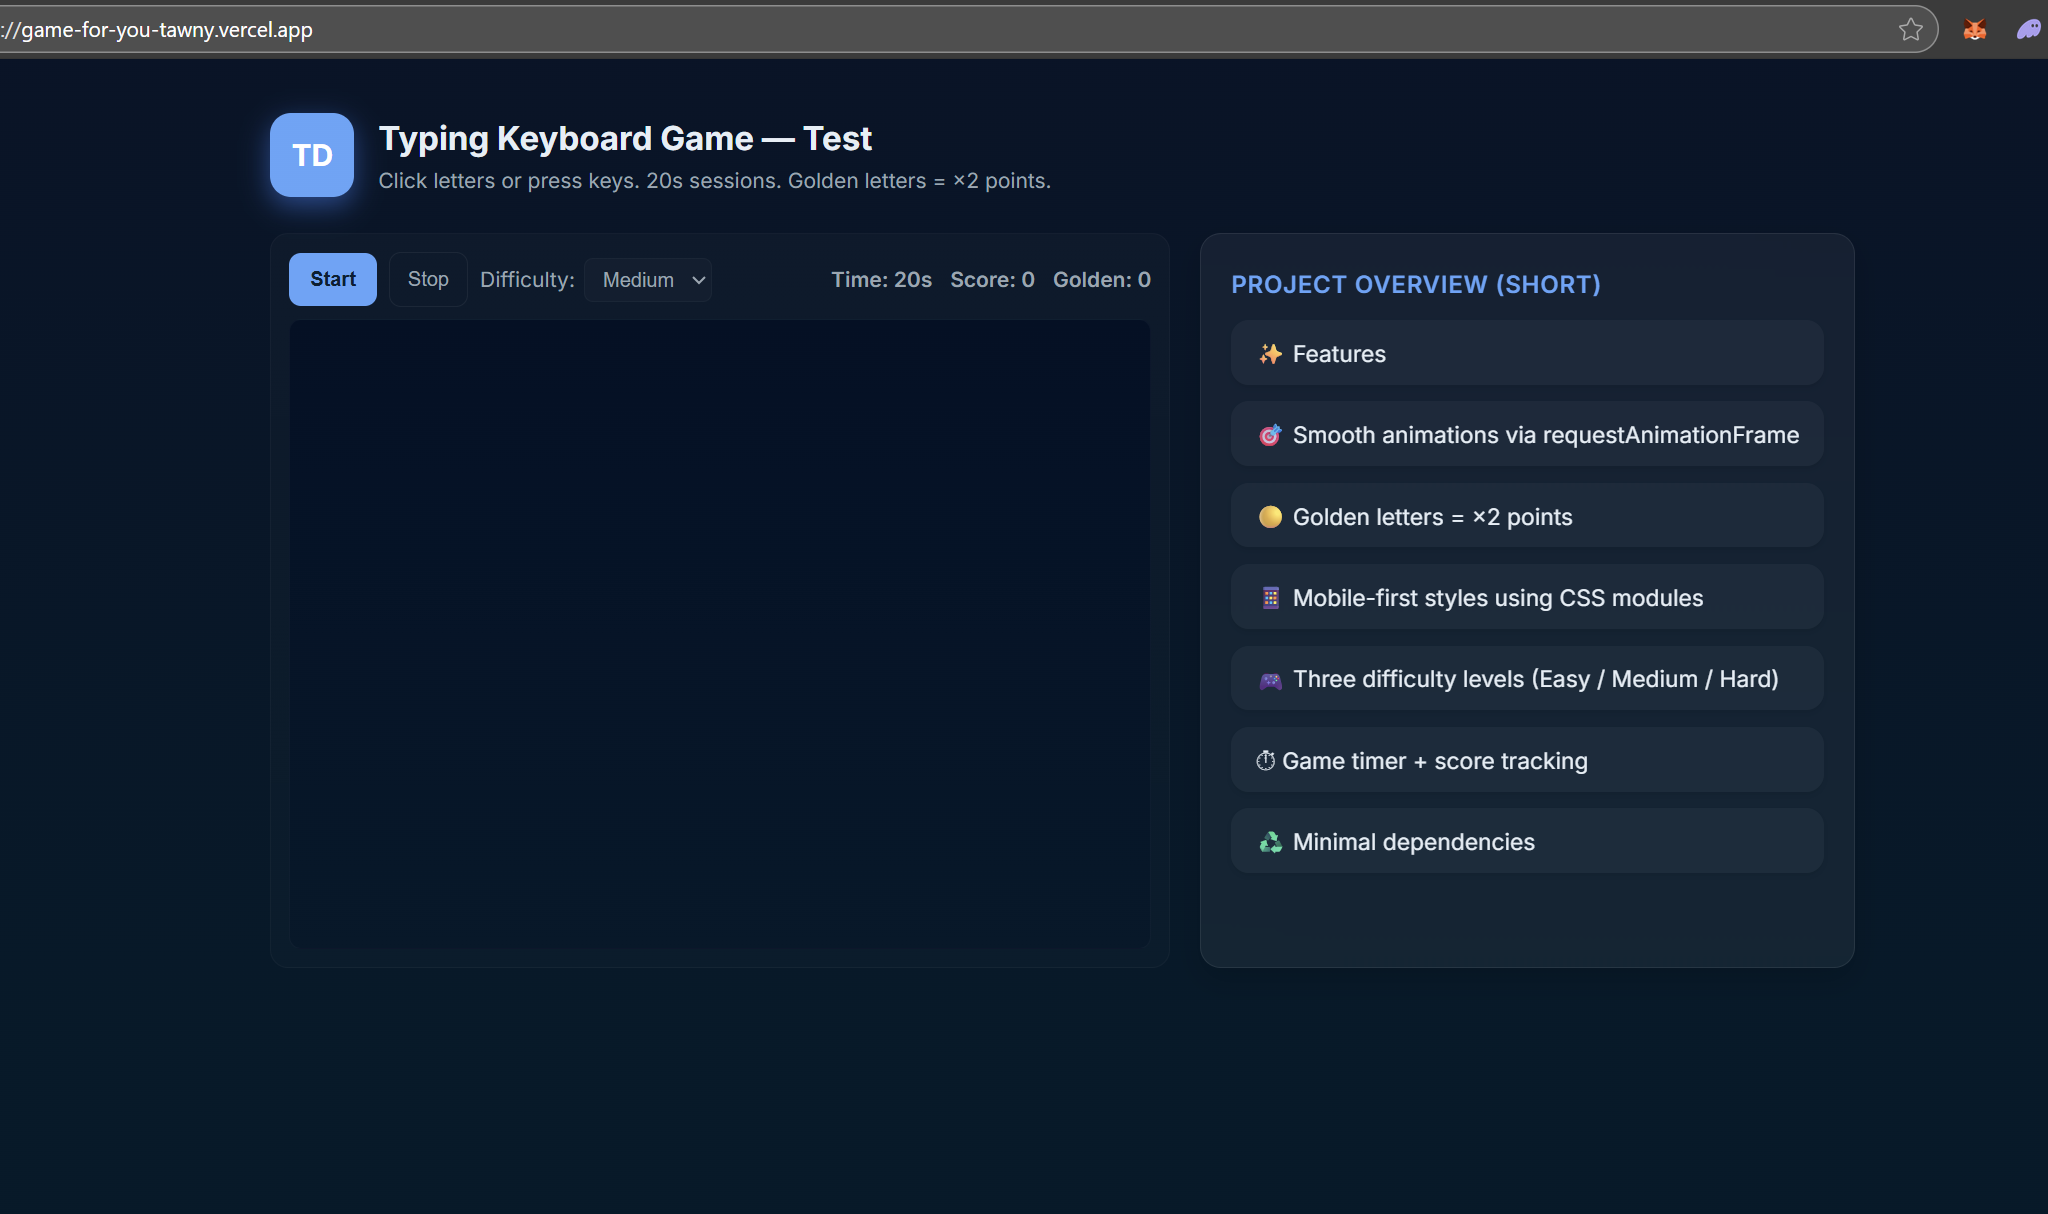 ://game-for-you-tawny.vercel.app
TD
Typing Keyboard Game — Test
Click letters or press keys. 20s sessions. Golden letters = ×2 points.
Start Stop Difficulty: Medium Time: 20s Score: 0 Golden: 0
PROJECT OVERVIEW (SHORT)
✨ Features
🎯 Smooth animations via requestAnimationFrame
🟡 Golden letters = ×2 points
📱 Mobile-first styles using CSS modules
🎮 Three difficulty levels (Easy / Medium / Hard)
⏱ Game timer + score tracking
♻️ Minimal dependencies